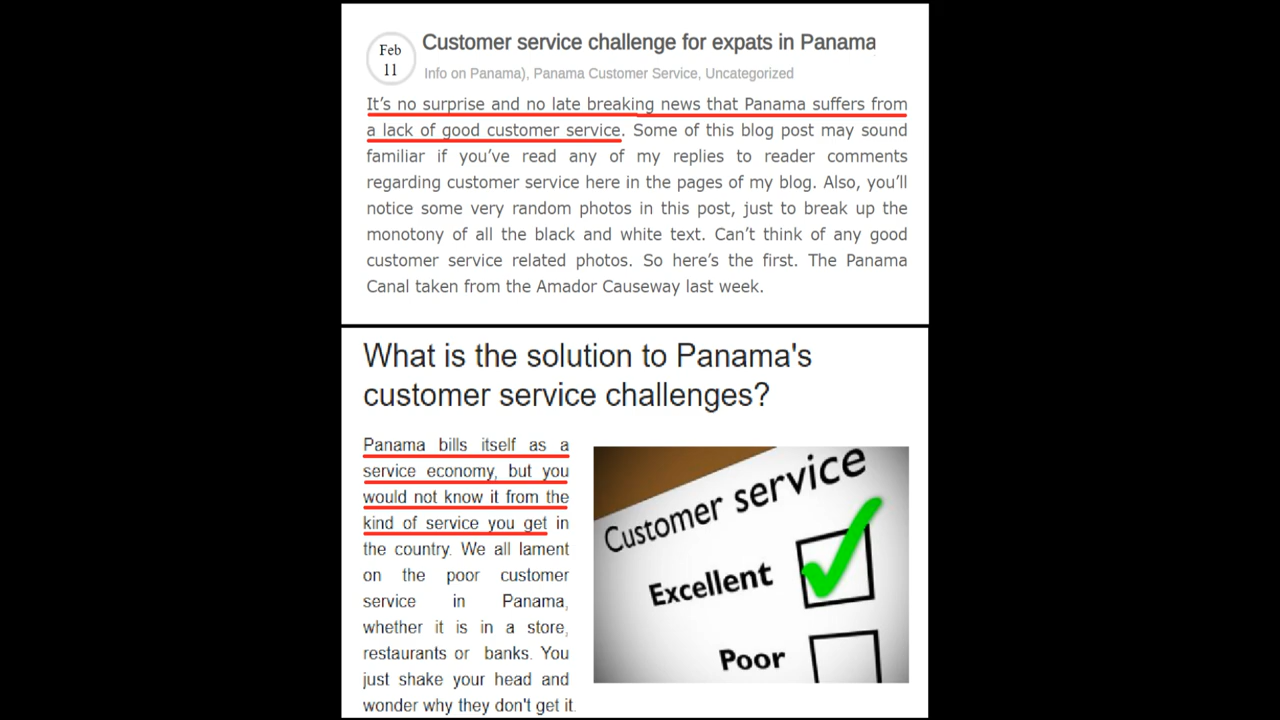 Feb
11
Customer service challenge for expats in Panama
Info on Panama), Panama Customer Service, Uncategorized
It’s no surprise and no late breaking news that Panama suffers from
a lack of good customer service. Some of this blog post may sound
familiar if you’ve read any of my replies to reader comments
regarding customer service here in the pages of my blog. Also, you’ll
notice some very random photos in this post, just to break up the
monotony of all the black and white text. Can’t think of any good
customer service related photos. So here’s the first. The Panama
Canal taken from the Amador Causeway last week.
What is the solution to Panama's
customer service challenges?
Panama bills itself as a
service economy, but you
would not know it from the
kind of service you get in
the country. We all lament
on the poor customer
service in Panama,
whether it is in a store,
restaurants or banks. You
just shake your head and
wonder why they don't get it.
Customer service
Excellent
Poor